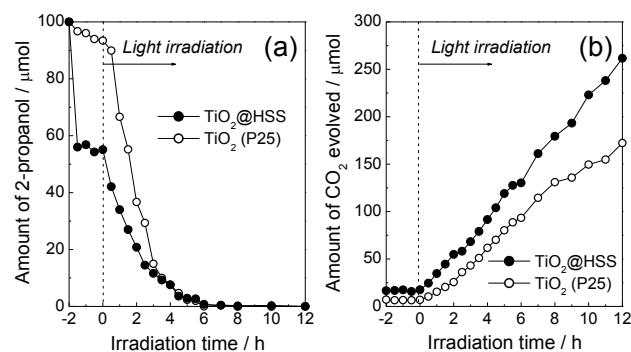 Amount of 2-propanol / μmol
100
80
60
40
20
0
Light irradiation
(a)
TiO2@HSS
TiO2 (P25)
-2 0 2 4 6 8 10 12
Irradiation time / h
Amount of CO2 evolved / μmol
300
250
200
150
100
50
0
Light irradiation
(b)
TiO2@HSS
TiO2 (P25)
-2 0 2 4 6 8 10 12
Irradiation time / h